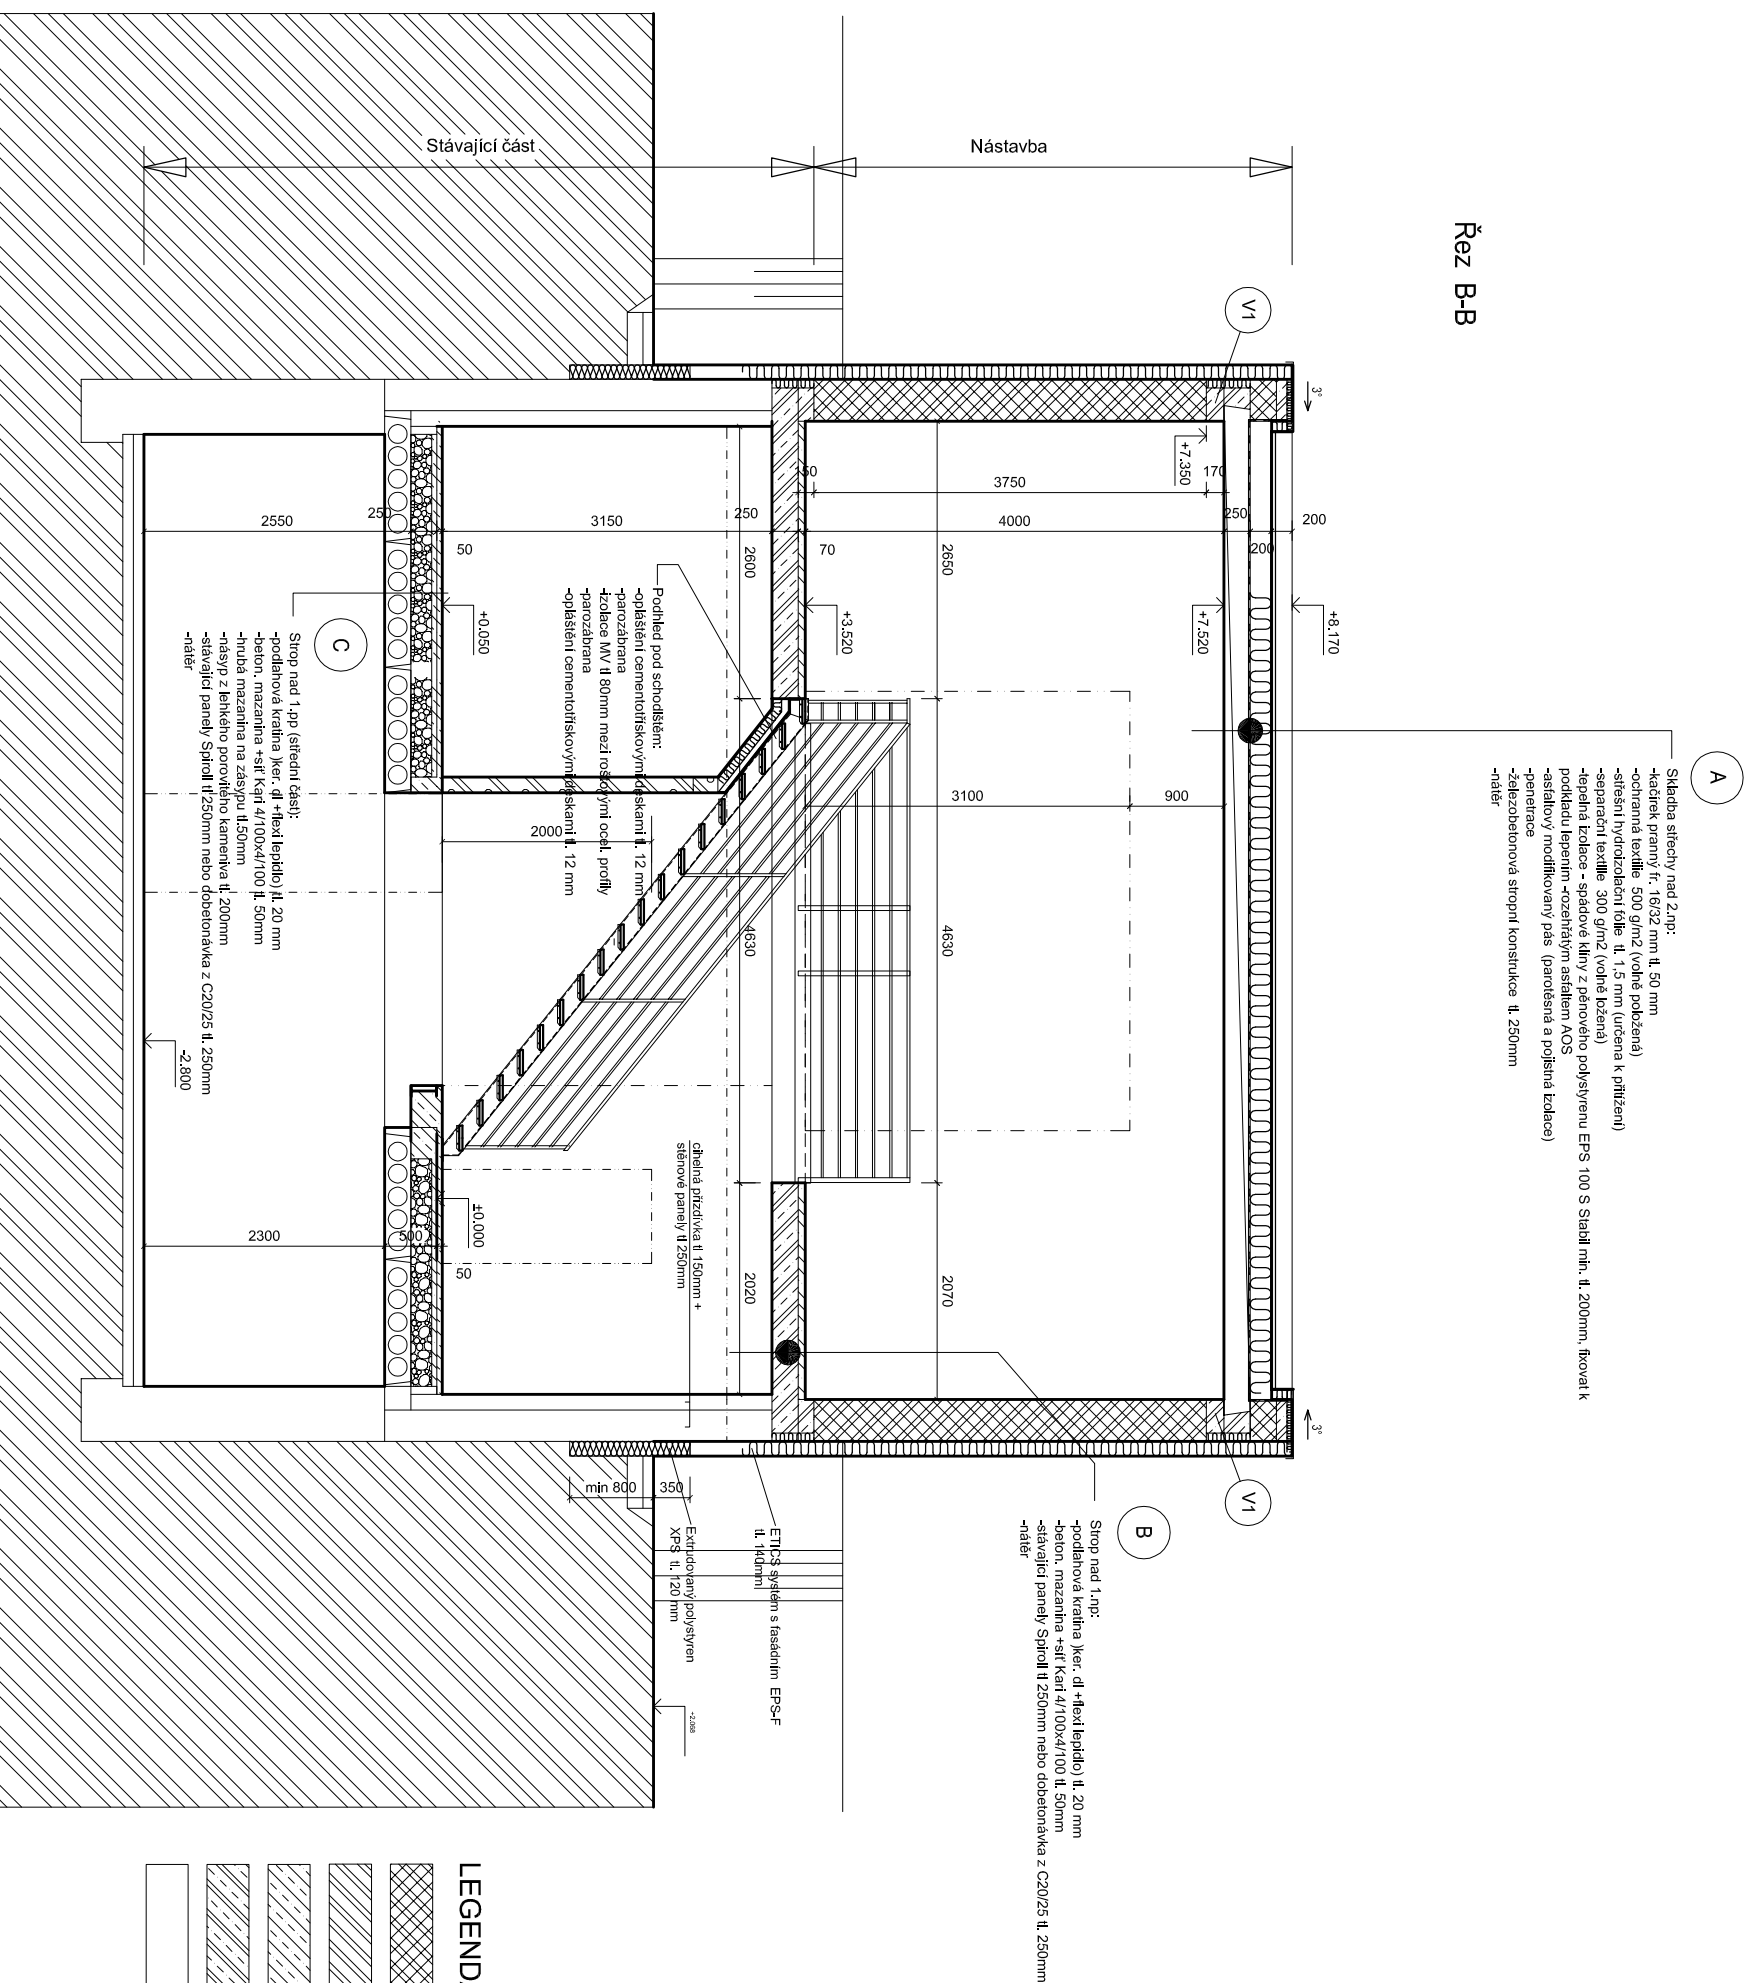 Řez B-B
A
Skladba střechy nad 2.np:
-kačírek praný fr. 16/32 mm tl. 50 mm
-ochranná textilie 500 g/m2 (volně položená)
-střešní hydroizolační fólie tl. 1,5 mm (určena k přitížení)
-separační textilie 300 g/m2 (volně ložená)
-tepelná izolace - spádové klíny z pěnového polystyrenu EPS 100 S Stabil min. tl. 200mm, fixovat k
podkladu lepením -rozehřátým asfaltem AOS
-asfaltový modifikovaný pás (parotěsná a pojistná izolace)
-penetrace
-železobetonová stropní konstrukce tl. 250mm
-nátěr
V1
V1
3°
3°
+8.170
+7.520
+7.350
+3.520
+0.050
±0.000
-2.800
+2.088
Nástavba
Stávající část
200
200
250
170
3750
4000
50
70
250
3150
50
250
2550
2650
4630
2070
2600
4630
2020
3100
900
2000
2300
500
50
min 800
350
B
Strop nad 1.np:
-podlahová kratina )ker. dl +flexi lepidlo) tl. 20 mm
-beton. mazanina +síť Kari 4/100x4/100 tl. 50mm
-stávající panely Spiroll tl 250mm nebo dobetonávka z C20/25 tl. 250mm
-nátěr
ETICS systém s fasádním EPS-F
tl. 140mm
Extrudovaný polystyren
XPS tl. 120 mm
cihelná přizdívka tl 150mm +
stěnové panely tl 250mm
Podhled pod schodištěm:
-opláštění cementotřískovými deskami tl. 12 mm
-parozábrana
-izolace MV tl 80mm mezi roštovými ocel. profily
-parozábrana
-opláštění cementotřískovými deskami tl. 12 mm
C
Strop nad 1.pp (střední část):
-podlahová kratina )ker. dl +flexi lepidlo) tl. 20 mm
-beton. mazanina +síť Kari 4/100x4/100 tl. 50mm
-hrubá mazanina na zásypu tl.50mm
-násyp z lehkého porovitého kameniva tl. 200mm
-stávající panely Spiroll tl 250mm nebo dobetonávka z C20/25 tl. 250mm
-nátěr